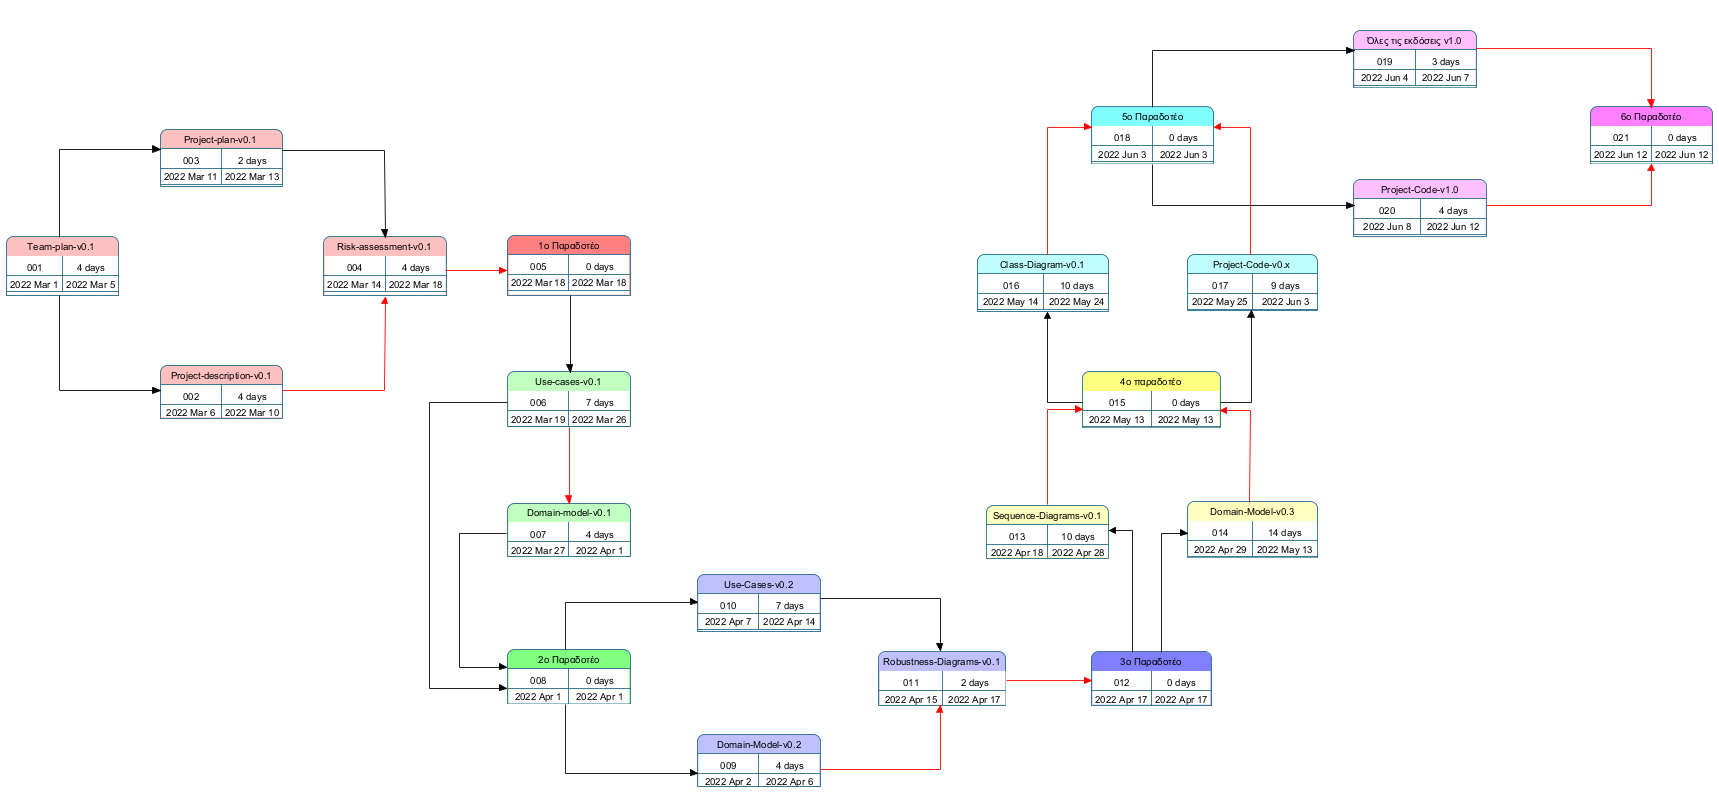 Team-plan-v0.1
001 4 days
2022 Mar 1 2022 Mar 5
Project-plan-v0.1
003 2 days
2022 Mar 11 2022 Mar 13
Project-description-v0.1
002 4 days
2022 Mar 6 2022 Mar 10
Risk-assessment-v0.1
004 4 days
2022 Mar 14 2022 Mar 18
1ο Παραδοτέο
005 0 days
2022 Mar 18 2022 Mar 18
Use-cases-v0.1
006 7 days
2022 Mar 19 2022 Mar 26
Domain-model-v0.1
007 4 days
2022 Mar 27 2022 Apr 1
2ο Παραδοτέο
008 0 days
2022 Apr 1 2022 Apr 1
Use-Cases-v0.2
010 7 days
2022 Apr 7 2022 Apr 14
Domain-Model-v0.2
009 4 days
2022 Apr 2 2022 Apr 6
Robustness-Diagrams-v0.1
011 2 days
2022 Apr 15 2022 Apr 17
3ο Παραδοτέο
012 0 days
2022 Apr 17 2022 Apr 17
Sequence-Diagrams-v0.1
013 10 days
2022 Apr 18 2022 Apr 28
Domain-Model-v0.3
014 14 days
2022 Apr 29 2022 May 13
4ο παραδοτέο
015 0 days
2022 May 13 2022 May 13
Class-Diagram-v0.1
016 10 days
2022 May 14 2022 May 24
Project-Code-v0.x
017 9 days
2022 May 25 2022 Jun 3
5ο Παραδοτέο
018 0 days
2022 Jun 3 2022 Jun 3
Όλες τις εκδόσεις v1.0
019 3 days
2022 Jun 4 2022 Jun 7
Project-Code-v1.0
020 4 days
2022 Jun 8 2022 Jun 12
6ο Παραδοτέο
021 0 days
2022 Jun 12 2022 Jun 12